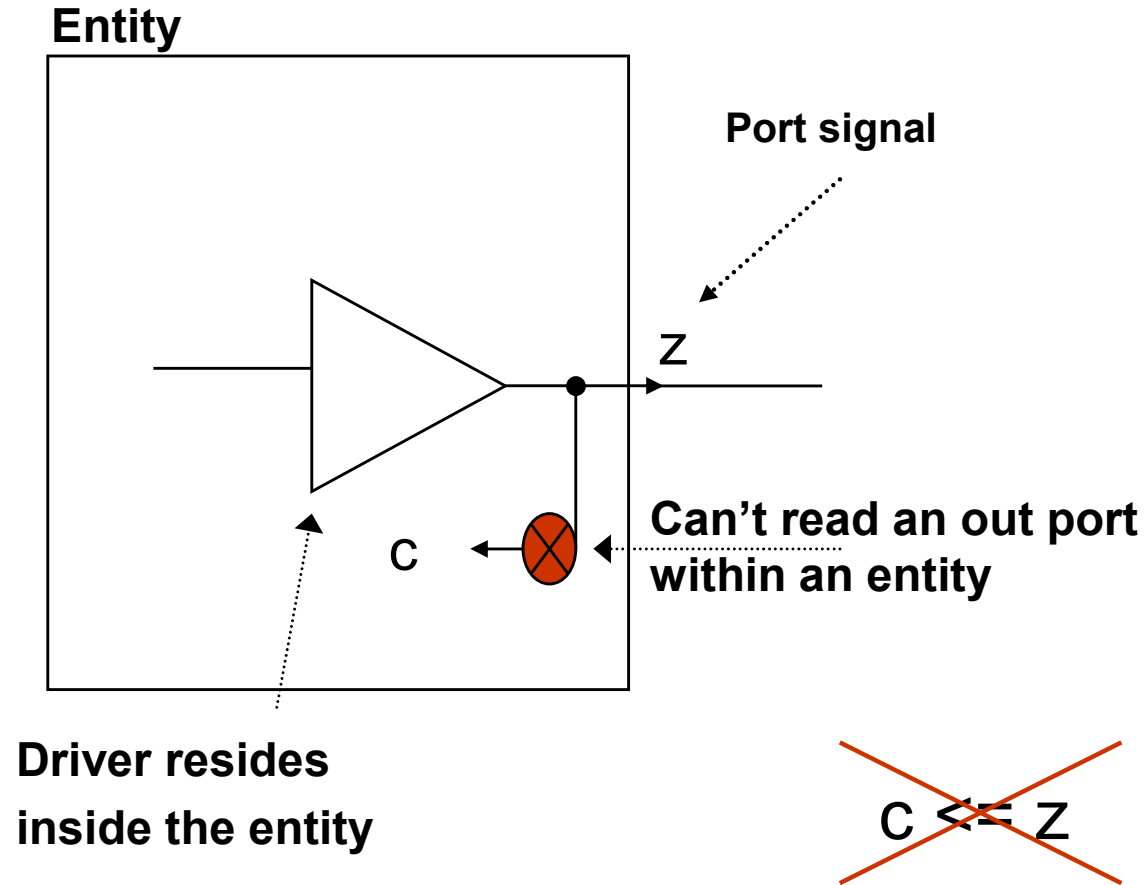 Entity
Port signal
z
Can’t read an out port
within an entity
c
Driver resides
inside the entity
c <= z